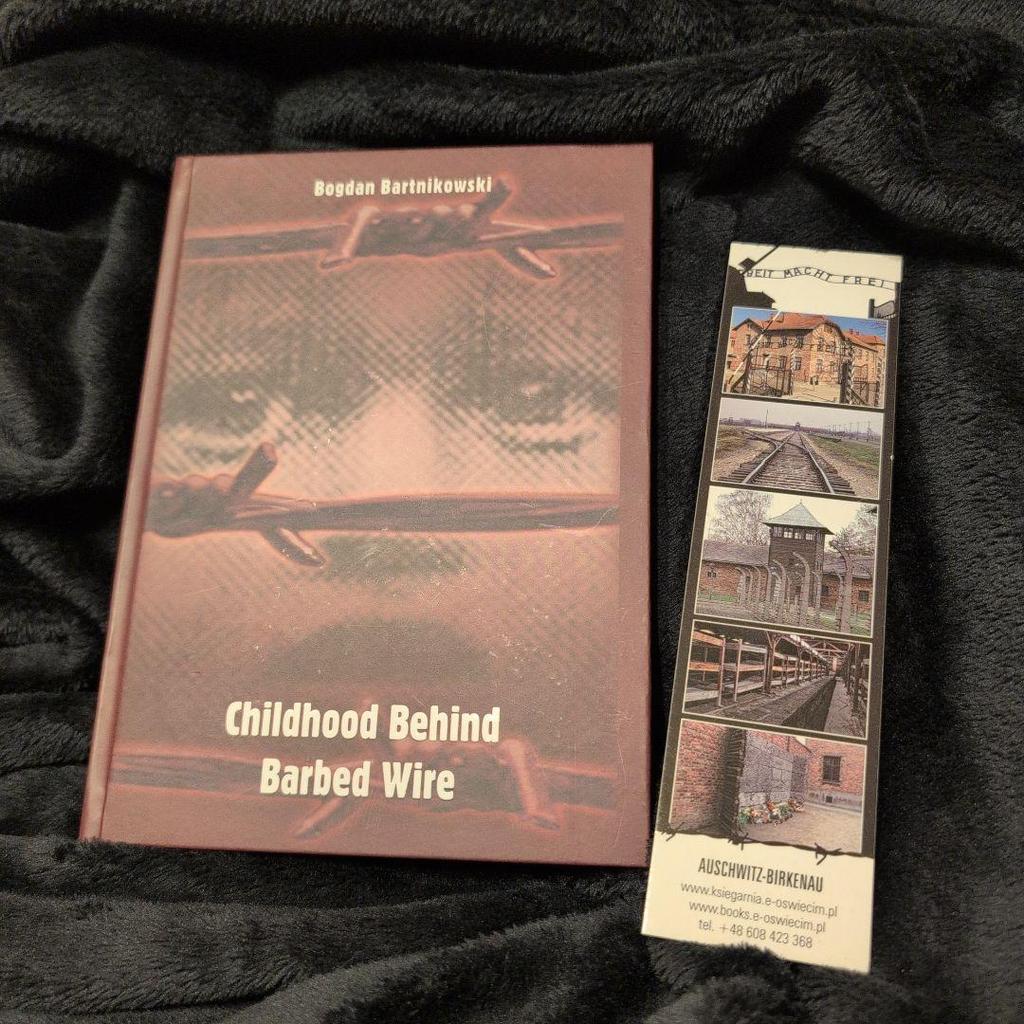 Bogdan Bartnikowski
Childhood Behind
Barbed Wire
BEIT MACHT FREI
AUSCHWITZ-BIRKENAU
www.ksiegarnia.e-oswiecim.pl
www.books.e-oswiecim.pl
tel. +48 608 423 368